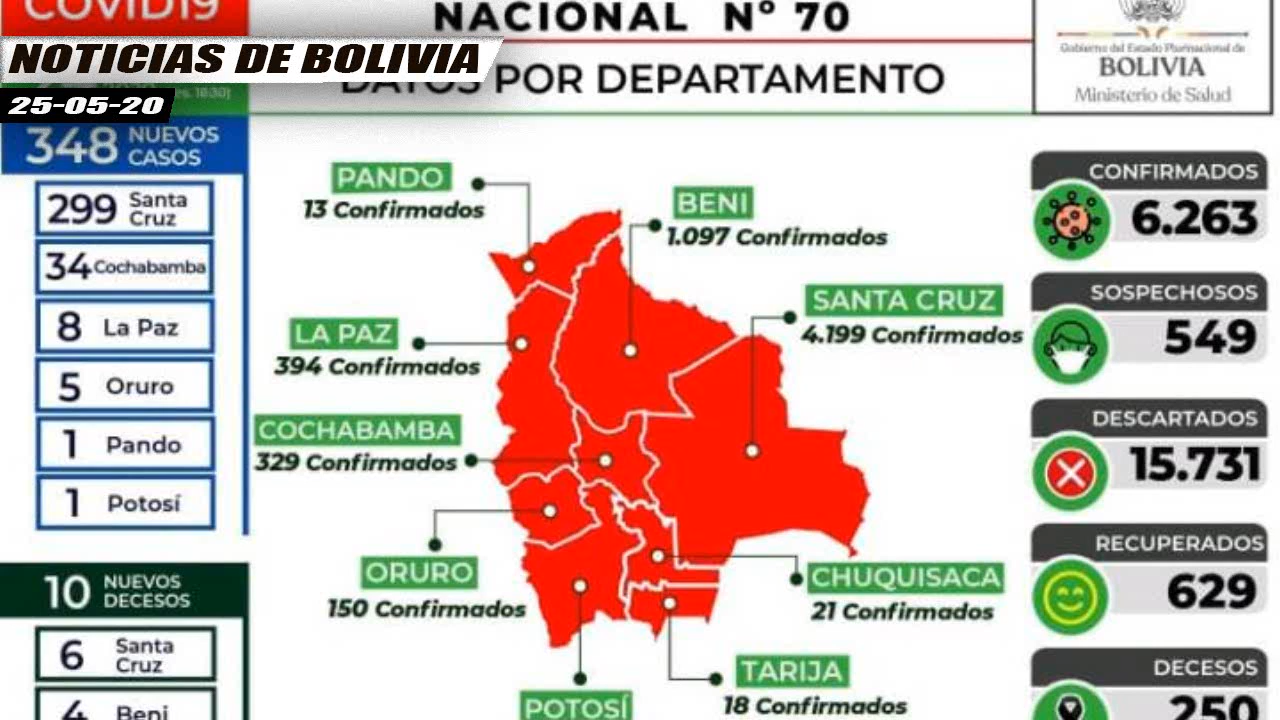 COVID19
NACIONAL N° 70
NOTICIAS DE BOLIVIA
DATOS POR DEPARTAMENTO
25-05-20
Gobierno del Estado Plurinacional de
BOLIVIA
Ministerio de Salud
348 NUEVOS CASOS
299 Santa Cruz
34 Cochabamba
8 La Paz
5 Oruro
1 Pando
1 Potosí
10 NUEVOS DECESOS
6 Santa Cruz
4 Beni
PANDO
13 Confirmados
BENI
1.097 Confirmados
SANTA CRUZ
4.199 Confirmados
LA PAZ
394 Confirmados
COCHABAMBA
329 Confirmados
ORURO
150 Confirmados
CHUQUISACA
21 Confirmados
TARIJA
18 Confirmados
POTOSÍ
CONFIRMADOS
6.263
SOSPECHOSOS
549
DESCARTADOS
15.731
RECUPERADOS
629
DECESOS
250